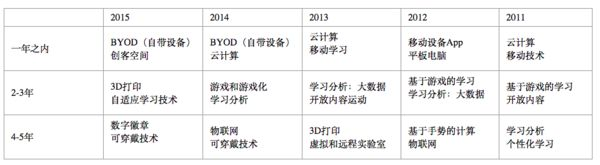 2015 2014 2013 2012 2011
一年之内 BYOD（自带设备） BYOD（自带设备） 云计算 移动设备App 云计算
创客空间 云计算 移动学习 平板电脑 移动技术
2-3年 3D打印 游戏和游戏化 学习分析：大数据 基于游戏的学习 基于游戏的学习
自适应学习技术 学习分析 开放内容运动 学习分析：大数据 开放内容
4-5年 数字徽章 物联网 3D打印 基于手势的计算 学习分析
可穿戴技术 可穿戴技术 虚拟和远程实验室 物联网 个性化学习